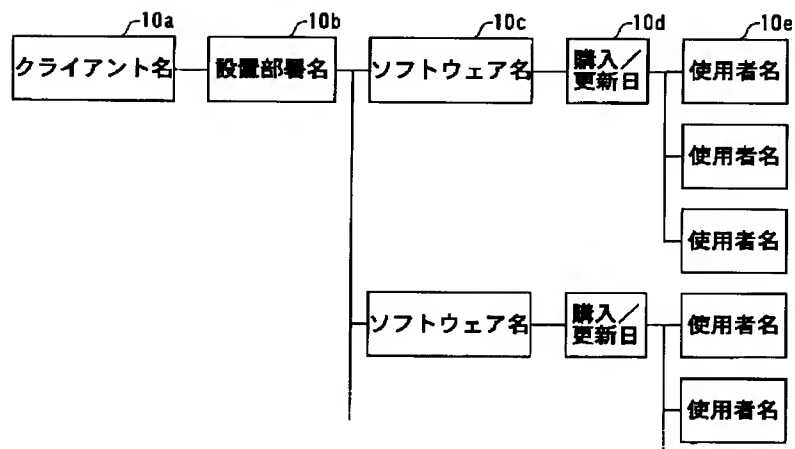 10a
10b
10c
10d
10e
クライアント名
設置部署名
ソフトウェア名
購入／
更新日
使用者名
使用者名
使用者名
ソフトウェア名
購入／
更新日
使用者名
使用者名